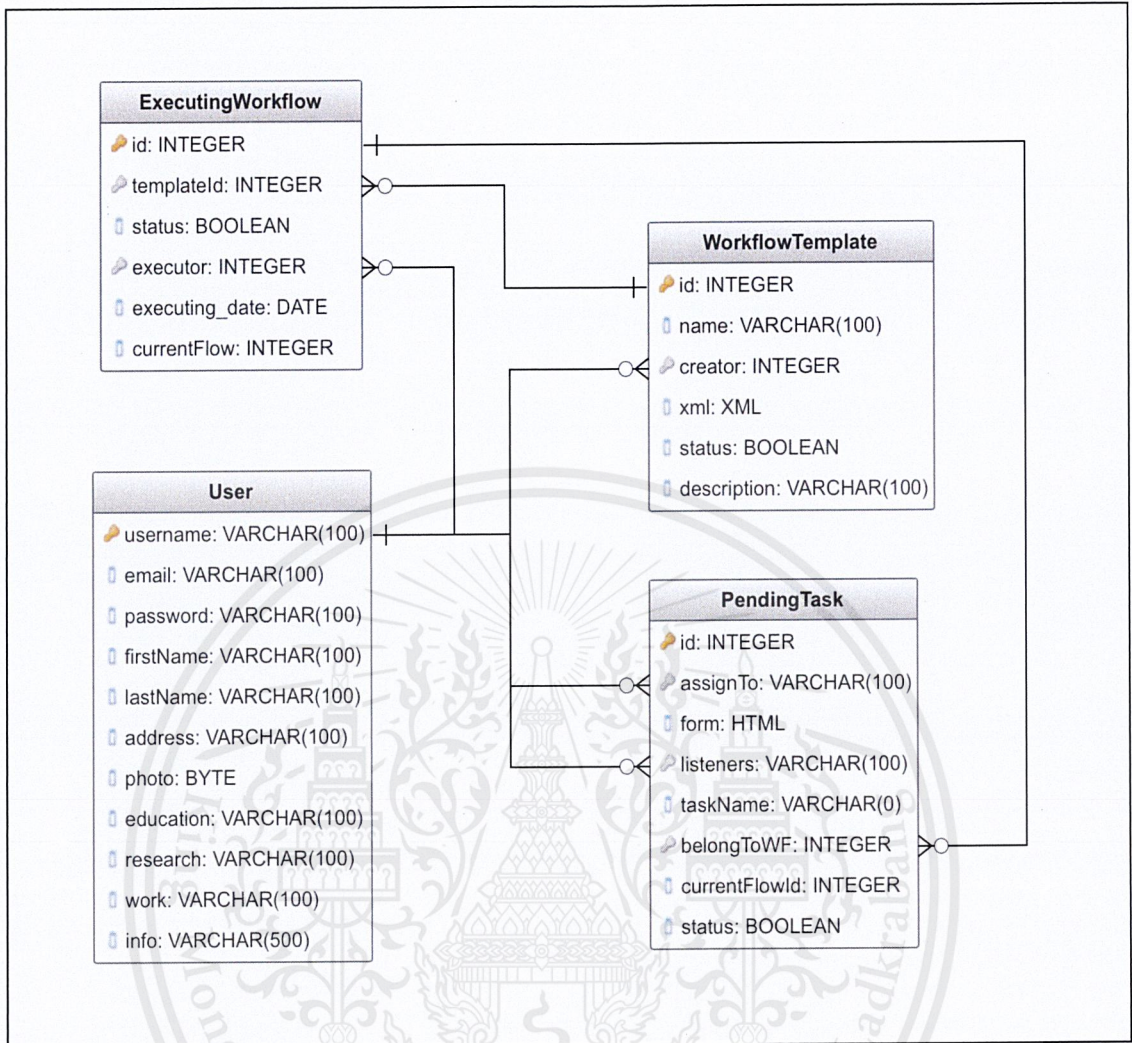 ExecutingWorkflow
id: INTEGER
templateId: INTEGER
status: BOOLEAN
executor: INTEGER
executing_date: DATE
currentFlow: INTEGER
WorkflowTemplate
id: INTEGER
name: VARCHAR(100)
creator: INTEGER
xml: XML
status: BOOLEAN
description: VARCHAR(100)
User
username: VARCHAR(100)
email: VARCHAR(100)
password: VARCHAR(100)
firstName: VARCHAR(100)
lastName: VARCHAR(100)
address: VARCHAR(100)
photo: BYTE
education: VARCHAR(100)
research: VARCHAR(100)
work: VARCHAR(100)
info: VARCHAR(500)
PendingTask
id: INTEGER
assignTo: VARCHAR(100)
form: HTML
listeners: VARCHAR(100)
taskName: VARCHAR(0)
belongToWF: INTEGER
currentFlowId: INTEGER
status: BOOLEAN
King Mon
adkrabang